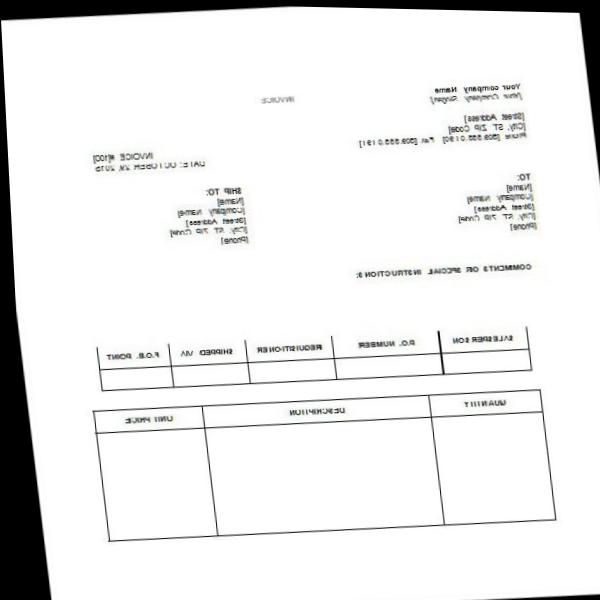 INVOICE
Your company Name
[Your Company Slogan]
[Street Address]
[City, ST ZIP Code]
Phone [509.555.0190] Fax [509.555.0191]
INVOICE #[100]
DATE: OCTOBER 29, 2015
TO:
[Name]
[Company Name]
[Street Address]
[City, ST ZIP Code]
[Phone]
SHIP TO:
[Name]
[Company Name]
[Street Address]
[City, ST ZIP Code]
[Phone]
COMMENTS OR SPECIAL INSTRUCTIONS:
SALESPERSON P.O. NUMBER REQUISITIONER SHIPPED VIA F.O.B. POINT
QUANTITY DESCRIPTION UNIT PRICE